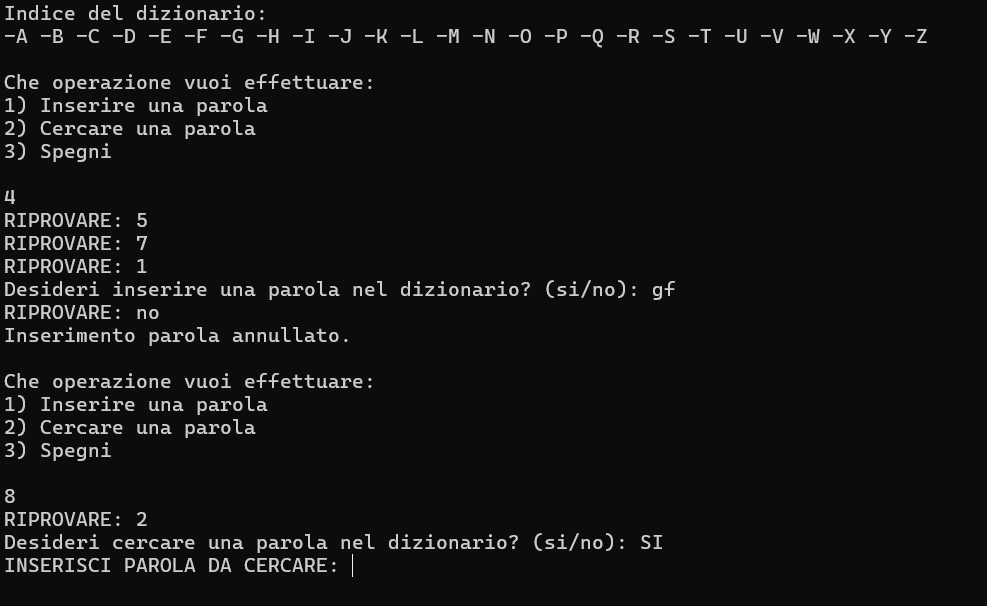 Indice del dizionario:
-A -B -C -D -E -F -G -H -I -J -K -L -M -N -O -P -Q -R -S -T -U -V -W -X -Y -Z
Che operazione vuoi effettuare:
1) Inserire una parola
2) Cercare una parola
3) Spegni
4
RIPROVARE: 5
RIPROVARE: 7
RIPROVARE: 1
Desideri inserire una parola nel dizionario? (si/no): gf
RIPROVARE: no
Inserimento parola annullato.
Che operazione vuoi effettuare:
1) Inserire una parola
2) Cercare una parola
3) Spegni
8
RIPROVARE: 2
Desideri cercare una parola nel dizionario? (si/no): SI
INSERISCI PAROLA DA CERCARE: